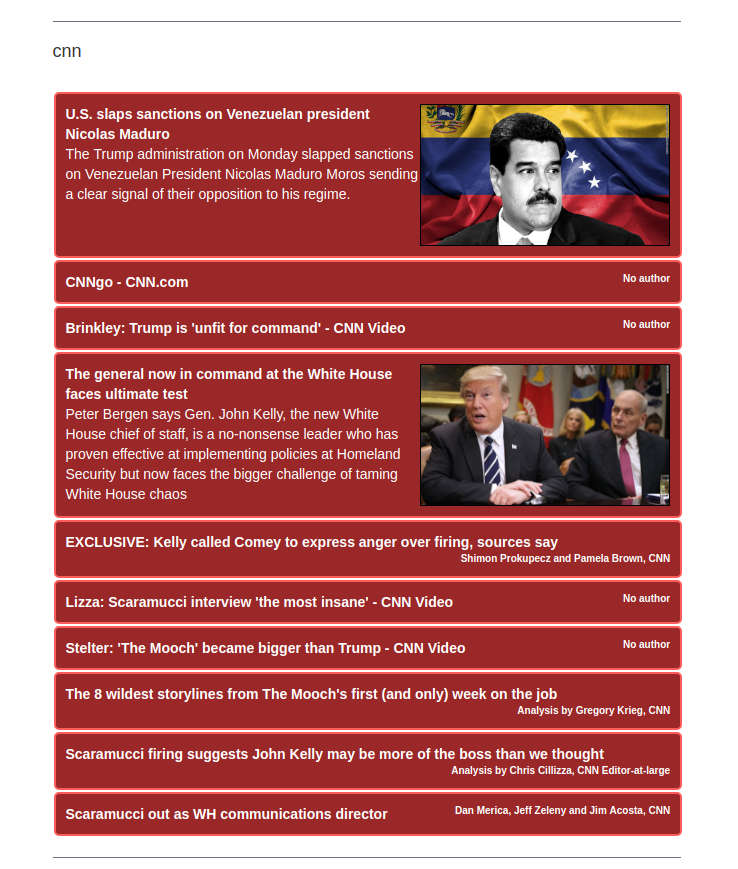 cnn
U.S. slaps sanctions on Venezuelan president
Nicolas Maduro
The Trump administration on Monday slapped sanctions
on Venezuelan President Nicolas Maduro Moros sending
a clear signal of their opposition to his regime.
CNNgo - CNN.com
No author
Brinkley: Trump is 'unfit for command' - CNN Video
No author
The general now in command at the White House
faces ultimate test
Peter Bergen says Gen. John Kelly, the new White
House chief of staff, is a no-nonsense leader who has
proven effective at implementing policies at Homeland
Security but now faces the bigger challenge of taming
White House chaos
EXCLUSIVE: Kelly called Comey to express anger over firing, sources say
Shimon Prokupecz and Pamela Brown, CNN
Lizza: Scaramucci interview 'the most insane' - CNN Video
No author
Stelter: 'The Mooch' became bigger than Trump - CNN Video
No author
The 8 wildest storylines from The Mooch's first (and only) week on the job
Analysis by Gregory Krieg, CNN
Scaramucci firing suggests John Kelly may be more of the boss than we thought
Analysis by Chris Cillizza, CNN Editor-at-large
Scaramucci out as WH communications director
Dan Merica, Jeff Zeleny and Jim Acosta, CNN